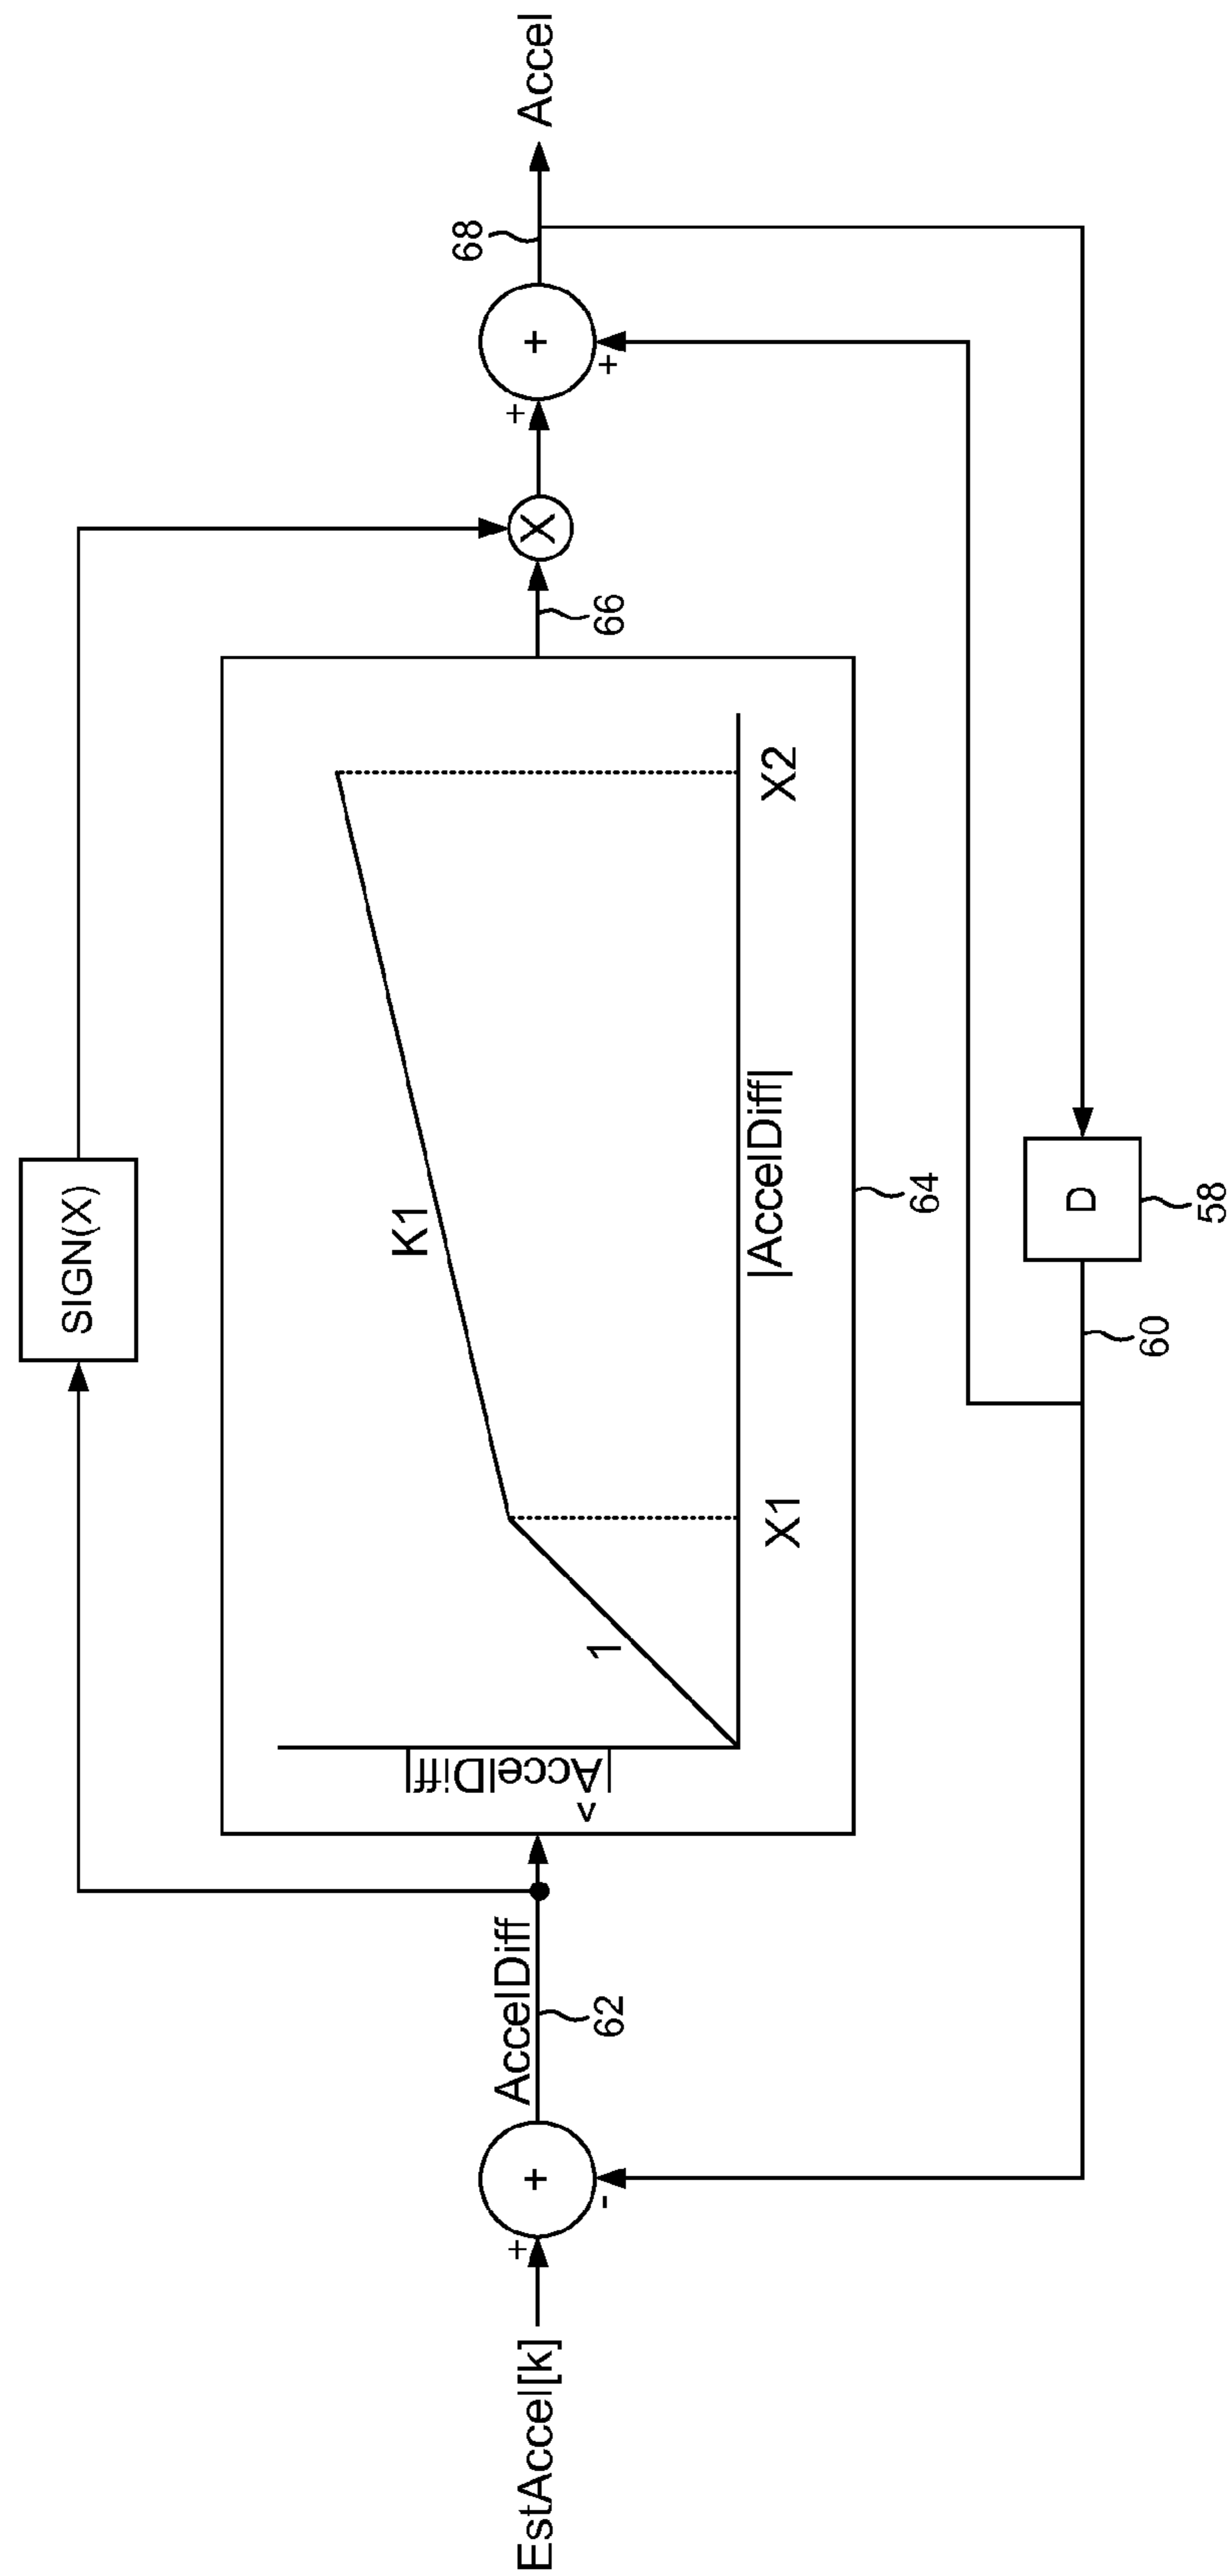 SIGN(X)
EstAccel[k]
+
+
-
AccelDiff
62
^
|AccelDiff|
1
K1
X1
|AccelDiff|
X2
64
66
X
+
+
+
68
Accel
60
D
58